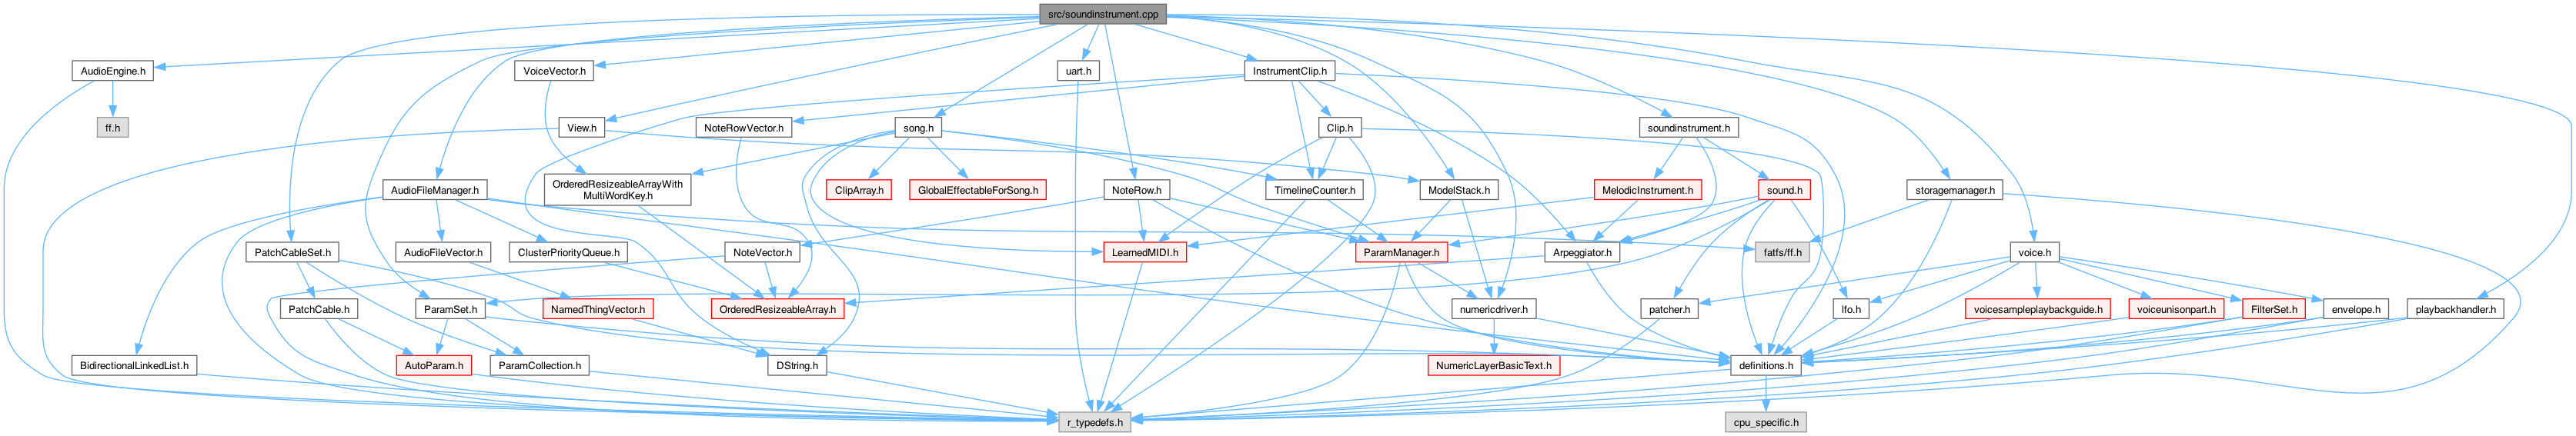 src/soundinstrument.cpp
AudioEngine.h
VoiceVector.h
uart.h
InstrumentClip.h
ff.h
View.h
NoteRowVector.h
song.h
Clip.h
soundinstrument.h
AudioFileManager.h
OrderedResizeableArrayWith
MultiWordKey.h
ClipArray.h
GlobalEffectableForSong.h
NoteRow.h
TimelineCounter.h
ModelStack.h
MelodicInstrument.h
sound.h
storagemanager.h
PatchCableSet.h
AudioFileVector.h
ClusterPriorityQueue.h
NoteVector.h
LearnedMIDI.h
ParamManager.h
Arpeggiator.h
fatfs/ff.h
voice.h
PatchCable.h
ParamSet.h
NamedThingVector.h
OrderedResizeableArray.h
numericdriver.h
patcher.h
lfo.h
voicesampleplaybackguide.h
voiceunisonpart.h
FilterSet.h
envelope.h
playbackhandler.h
BidirectionalLinkedList.h
AutoParam.h
ParamCollection.h
DString.h
NumericLayerBasicText.h
definitions.h
r_typedefs.h
cpu_specific.h